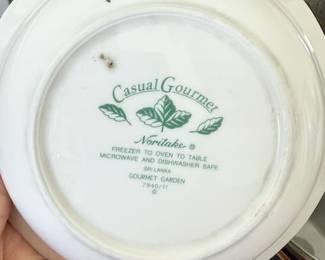 Casual Gourmet
Noritake ®
FREEZER TO OVEN TO TABLE
MICROWAVE AND DISHWASHER SAFE
SRI LANKA
GOURMET GARDEN
7940/11
©